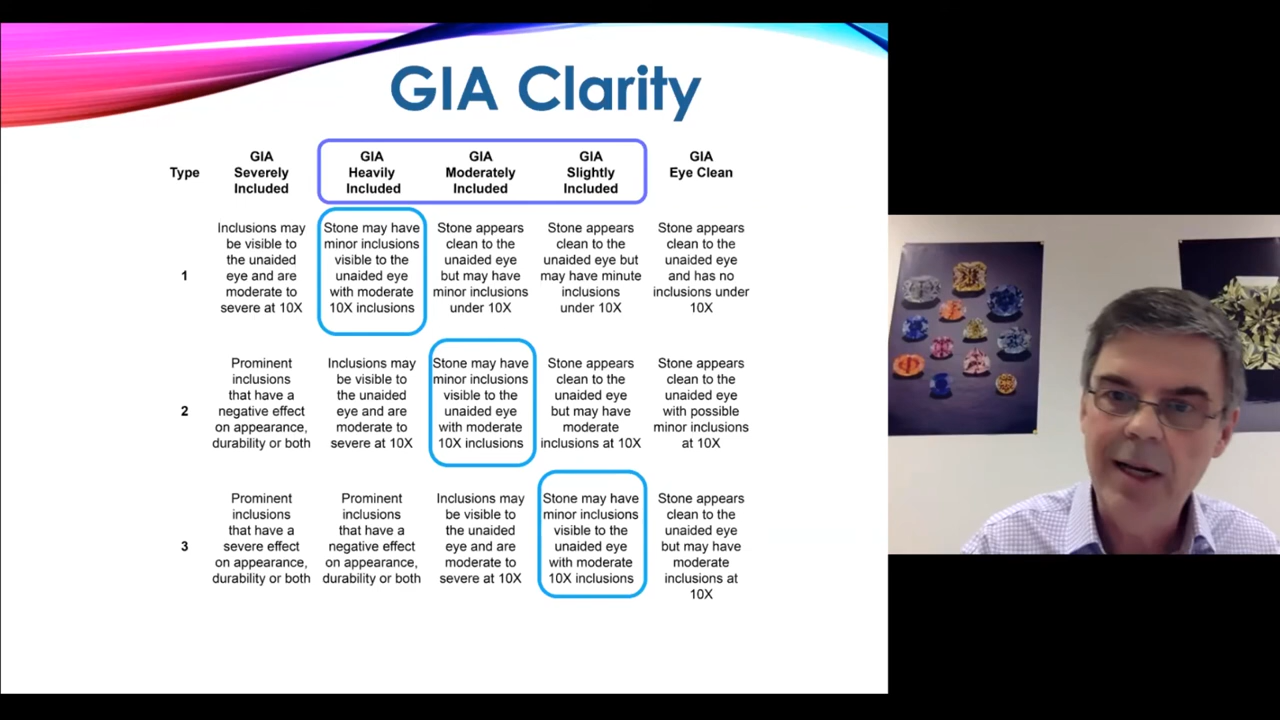 GIA Clarity
Type
GIA
Severely
Included
GIA
Heavily
Included
GIA
Moderately
Included
GIA
Slightly
Included
GIA
Eye Clean
1
Inclusions may
be visible to
the unaided
eye and are
moderate to
severe at 10X
Stone may have
minor inclusions
visible to the
unaided eye
with moderate
10X inclusions
Stone appears
clean to the
unaided eye
but may have
minor inclusions
under 10X
Stone appears
clean to the
unaided eye but
may have minute
inclusions
under 10X
Stone appears
clean to the
unaided eye
and has no
inclusions under
10X
2
Prominent
inclusions
that have a
negative effect
on appearance,
durability or both
Inclusions may
be visible to
the unaided
eye and are
moderate to
severe at 10X
Stone may have
minor inclusions
visible to the
unaided eye
with moderate
10X inclusions
Stone appears
clean to the
unaided eye
but may have
moderate
inclusions at 10X
Stone appears
clean to the
unaided eye
with possible
minor inclusions
at 10X
3
Prominent
inclusions
that have a
severe effect
on appearance,
durability or both
Prominent
inclusions
that have a
negative effect
on appearance,
durability or both
Inclusions may
be visible to
the unaided
eye and are
moderate to
severe at 10X
Stone may have
minor inclusions
visible to the
unaided eye
with moderate
10X inclusions
Stone appears
clean to the
unaided eye
but may have
moderate
inclusions at
10X